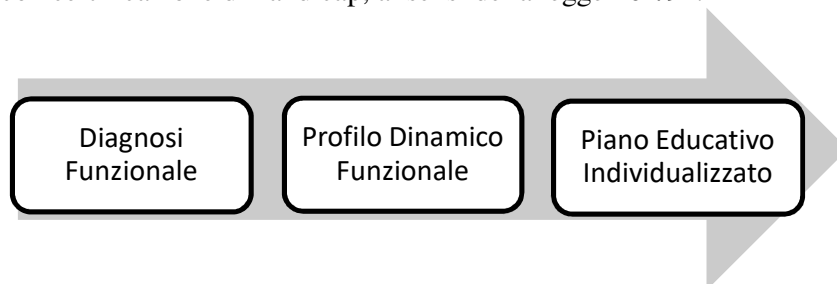 Diagnosi
Funzionale
Profilo Dinamico
Funzionale
Piano Educativo
Individualizzato